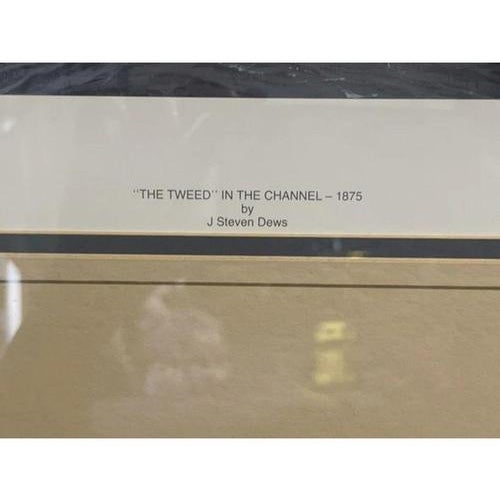 "THE TWEED" IN THE CHANNEL – 1875
by
J Steven Dews